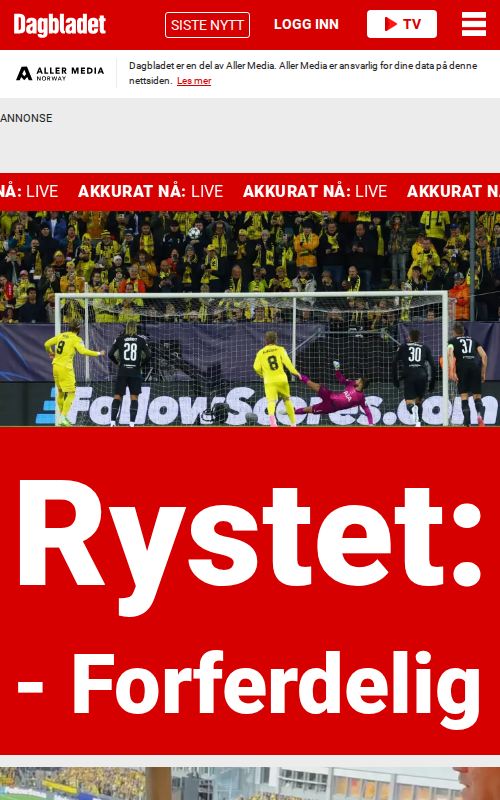 Dagbladet
SISTE NYTT
LOGG INN
TV
ALLER MEDIA
NORWAY
Dagbladet er en del av Aller Media. Aller Media er ansvarlig for dine data på denne
nettsiden. Les mer
ANNONSE
NÅ: LIVE AKKURAT NÅ: LIVE AKKURAT NÅ: LIVE AKKURAT
9
28
8
30
37
FollowScores.com
Rystet:
- Forferdelig